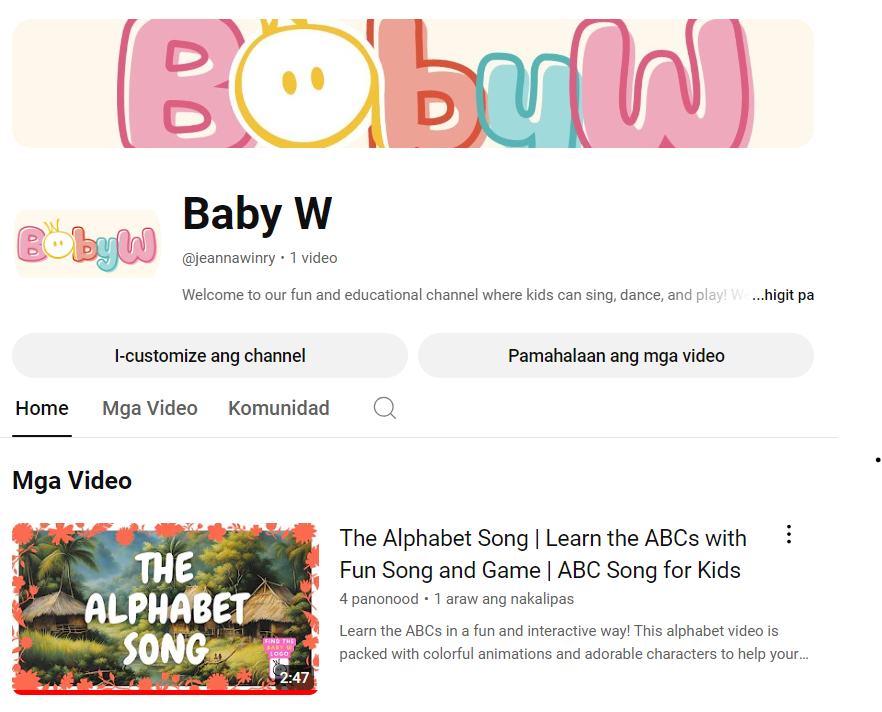 BabyW
BabyW
Baby W
@jeannawinry • 1 video
Welcome to our fun and educational channel where kids can sing, dance, and play! We ...higit pa
I-customize ang channel
Pamahalaan ang mga video
Home
Mga Video
Komunidad
Mga Video
THE
ALPHABET
SONG
FIND THE
BABY W
LOGO
2:47
The Alphabet Song | Learn the ABCs with
Fun Song and Game | ABC Song for Kids
4 panonood • 1 araw ang nakalipas
Learn the ABCs in a fun and interactive way! This alphabet video is
packed with colorful animations and adorable characters to help your...